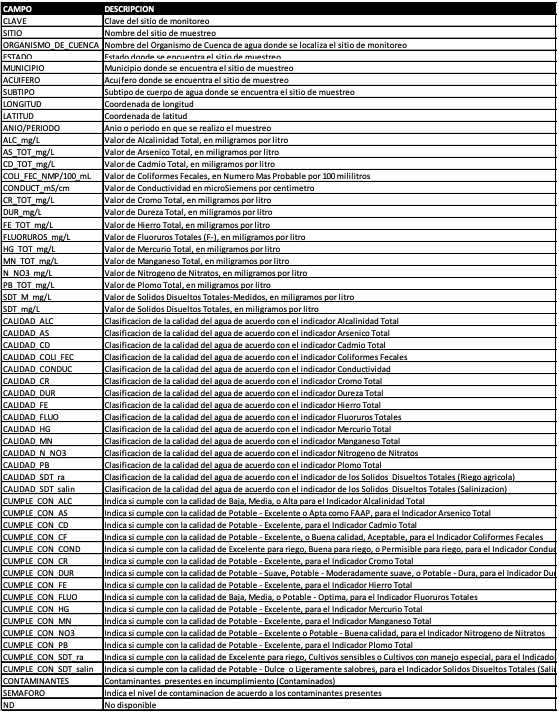 CAMPO DESCRIPCION
CLAVE Clave del sitio de monitoreo
SITIO Nombre del sitio de muestreo
ORGANISMO_DE_CUENCA Nombre del Organismo de Cuenca de agua donde se localiza el sitio de monitoreo
ESTADO Estado donde se encuentra el sitio de muestreo
MUNICIPIO Municipio donde se encuentra el sitio de muestreo
ACUIFERO Acuífero donde se encuentra el sitio de muestreo
SUBTIPO Subtipo de cuerpo de agua donde se encuentra el sitio de muestreo
LONGITUD Coordenada de longitud
LATITUD Coordenada de latitud
ANIO/PERIODO Anio o periodo en que se realizo el muestreo
ALC_mg/L Valor de Alcalinidad Total, en miligramos por litro
AS_TOT_mg/L Valor de Arsenico Total, en miligramos por litro
CD_TOT_mg/L Valor de Cadmio Total, en miligramos por litro
COLI_FEC_NMP/100_mL Valor de Coliformes Fecales, en Numero Mas Probable por 100 mililitros
CONDUCT_mS/cm Valor de Conductividad en microSiemens por centimetro
CR_TOT_mg/L Valor de Cromo Total, en miligramos por litro
DUR_mg/L Valor de Dureza Total, en miligramos por litro
FE_TOT_mg/L Valor de Hierro Total, en miligramos por litro
FLUORUROS_mg/L Valor de Fluoruros Totales (F-), en miligramos por litro
HG_TOT_mg/L Valor de Mercurio Total, en miligramos por litro
MN_TOT_mg/L Valor de Manganeso Total, en miligramos por litro
N_NO3_mg/L Valor de Nitrogeno de Nitratos, en miligramos por litro
PB_TOT_mg/L Valor de Plomo Total, en miligramos por litro
SDT_M_mg/L Valor de Solidos Disueltos Totales-Medidos, en miligramos por litro
SDT_mg/L Valor de Solidos Disueltos Totales, en miligramos por litro
CALIDAD_ALC Clasificacion de la calidad del agua de acuerdo con el indicador Alcalinidad Total
CALIDAD_AS Clasificacion de la calidad del agua de acuerdo con el indicador Arsenico Total
CALIDAD_CD Clasificacion de la calidad del agua de acuerdo con el indicador Cadmio Total
CALIDAD_COLI_FEC Clasificacion de la calidad del agua de acuerdo con el indicador Coliformes Fecales
CALIDAD_CONDUC Clasificacion de la calidad del agua de acuerdo con el indicador Conductividad
CALIDAD_CR Clasificacion de la calidad del agua de acuerdo con el indicador Cromo Total
CALIDAD_DUR Clasificacion de la calidad del agua de acuerdo con el indicador Dureza Total
CALIDAD_FE Clasificacion de la calidad del agua de acuerdo con el indicador Hierro Total
CALIDAD_FLUO Clasificacion de la calidad del agua de acuerdo con el indicador Fluoruros Totales
CALIDAD_HG Clasificacion de la calidad del agua de acuerdo con el indicador Mercurio Total
CALIDAD_MN Clasificacion de la calidad del agua de acuerdo con el indicador Manganeso Total
CALIDAD_N_NO3 Clasificacion de la calidad del agua de acuerdo con el indicador Nitrogeno de Nitratos
CALIDAD_PB Clasificacion de la calidad del agua de acuerdo con el indicador Plomo Total
CALIDAD_SDT_ra Clasificacion de la calidad del agua de acuerdo con el indicador de los Solidos Disueltos Totales (Riego agricola)
CALIDAD_SDT_salin Clasificacion de la calidad del agua de acuerdo con el indicador de los Solidos Disueltos Totales (Salinizacion)
CUMPLE_CON_ALC Indica si cumple con la calidad de Baja, Media, o Alta para el Indicador Alcalinidad Total
CUMPLE_CON_AS Indica si cumple con la calidad de Potable - Excelente o Apta como FAAP, para el Indicador Arsenico Total
CUMPLE_CON_CD Indica si cumple con la calidad de Potable - Excelente, para el Indicador Cadmio Total
CUMPLE_CON_CF Indica si cumple con la calidad de Potable - Excelente, o Buena calidad, Aceptable, para el Indicador Coliformes Fecales
CUMPLE_CON_COND Indica si cumple con la calidad de Excelente para riego, Buena para riego, o Permisible para riego, para el Indicador Conduc
CUMPLE_CON_CR Indica si cumple con la calidad de Potable - Excelente, para el Indicador Cromo Total
CUMPLE_CON_DUR Indica si cumple con la calidad de Potable - Suave, Potable - Moderadamente suave, o Potable - Dura, para el Indicador Du
CUMPLE_CON_FE Indica si cumple con la calidad de Potable - Excelente, para el Indicador Hierro Total
CUMPLE_CON_FLUO Indica si cumple con la calidad de Baja, Media, o Potable - Optima, para el Indicador Fluoruros Totales
CUMPLE_CON_HG Indica si cumple con la calidad de Potable - Excelente, para el Indicador Mercurio Total
CUMPLE_CON_MN Indica si cumple con la calidad de Potable - Excelente, para el Indicador Manganeso Total
CUMPLE_CON_NO3 Indica si cumple con la calidad de Potable - Excelente o Potable - Buena calidad, para el Indicador Nitrogeno de Nitratos
CUMPLE_CON_PB Indica si cumple con la calidad de Potable - Excelente, para el Indicador Plomo Total
CUMPLE_CON_SDT_ra Indica si cumple con la calidad de Excelente para riego, Cultivos sensibles o Cultivos con manejo especial, para el Indicado
CUMPLE_CON_SDT_salin Indica si cumple con la calidad de Potable - Dulce o Ligeramente salobres, para el Indicador Solidos Disueltos Totales (Sali
CONTAMINANTES Contaminantes presentes en incumplimiento (Contaminados)
SEMAFORO Indica el nivel de contaminacion de acuerdo a los contaminantes presentes
ND No disponible